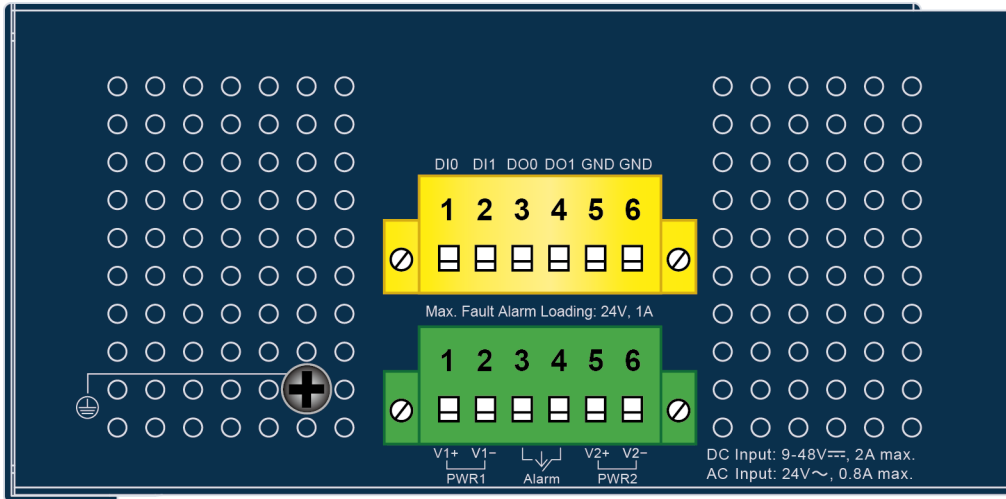 DI0 DI1 DO0 DO1 GND GND
1 2 3 4 5 6
Max. Fault Alarm Loading: 24V, 1A
1 2 3 4 5 6
V1+ V1− V2+ V2−
PWR1 Alarm PWR2
DC Input: 9-48V⎓, 2A max.
AC Input: 24V～, 0.8A max.